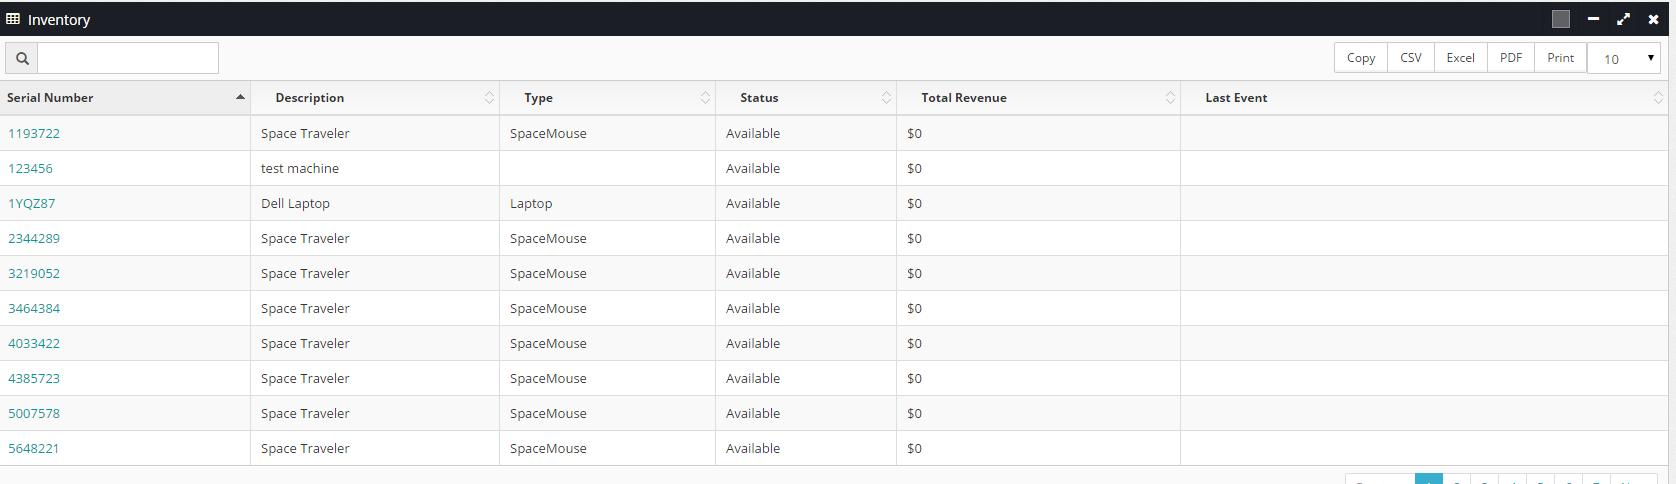 Inventory
Copy CSV Excel PDF Print 10
Serial Number Description Type Status Total Revenue Last Event
1193722 Space Traveler SpaceMouse Available $0
123456 test machine Available $0
1YQZ87 Dell Laptop Laptop Available $0
2344289 Space Traveler SpaceMouse Available $0
3219052 Space Traveler SpaceMouse Available $0
3464384 Space Traveler SpaceMouse Available $0
4033422 Space Traveler SpaceMouse Available $0
4385723 Space Traveler SpaceMouse Available $0
5007578 Space Traveler SpaceMouse Available $0
5648221 Space Traveler SpaceMouse Available $0